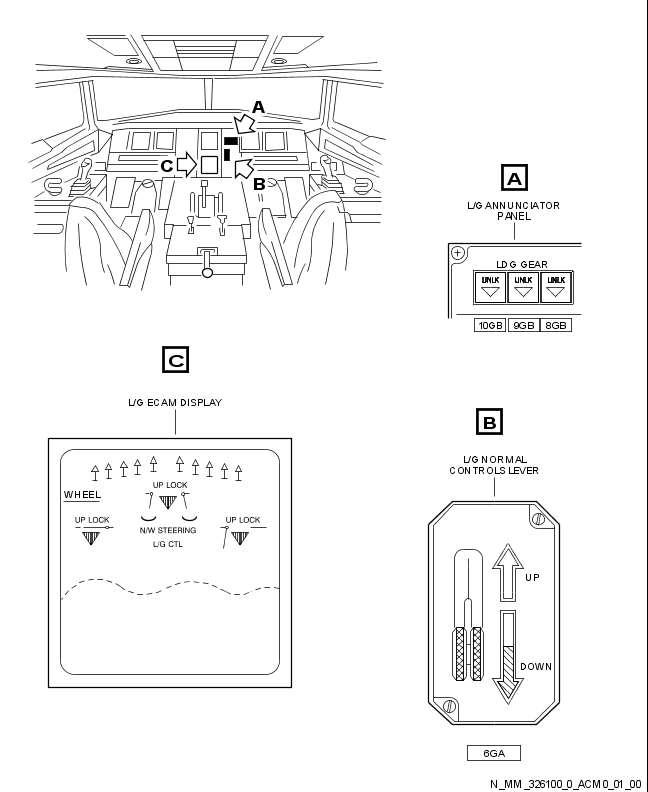 A
C
B
A
L/G ANNUNCIATOR
PANEL
LDG GEAR
UNLK UNLK UNLK
10GB 9GB 8GB
C
L/G ECAM DISPLAY
WHEEL
UP LOCK
UP LOCK
UP LOCK
N/W STEERING
L/G CTL
B
L/G NORMAL
CONTROLS LEVER
UP
DOWN
6GA
N_MM_326100_0_ACM0_01_00